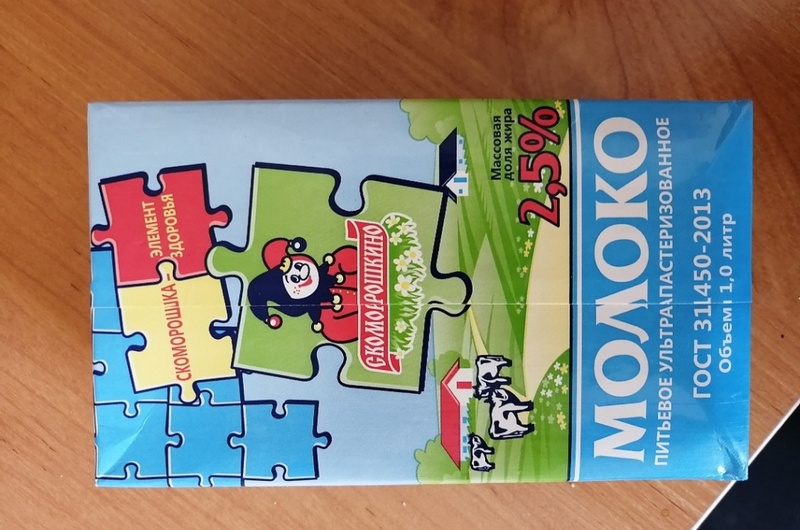 ЭЛЕМЕНТ
ЗДОРОВЬЯ
СКОМОРОШКА
СКОМОРОШКИНО
Массовая
доля жира
2,5%
МОЛОКО
ПИТЬЕВОЕ УЛЬТРАПАСТЕРИЗОВАННОЕ
ГОСТ 31450-2013
Объем: 1,0 литр